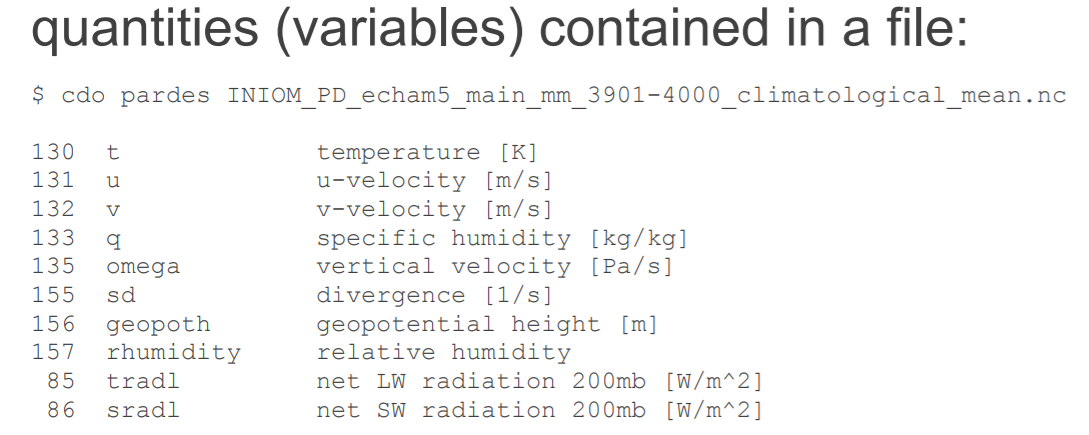 quantities (variables) contained in a file:
$ cdo pardes INIOM_PD_echam5_main_mm_3901-4000_climatological_mean.nc
130 t temperature [K]
131 u u-velocity [m/s]
132 v v-velocity [m/s]
133 q specific humidity [kg/kg]
135 omega vertical velocity [Pa/s]
155 sd divergence [1/s]
156 geopoth geopotential height [m]
157 rhumidity relative humidity
85 tradl net LW radiation 200mb [W/m^2]
86 sradl net SW radiation 200mb [W/m^2]